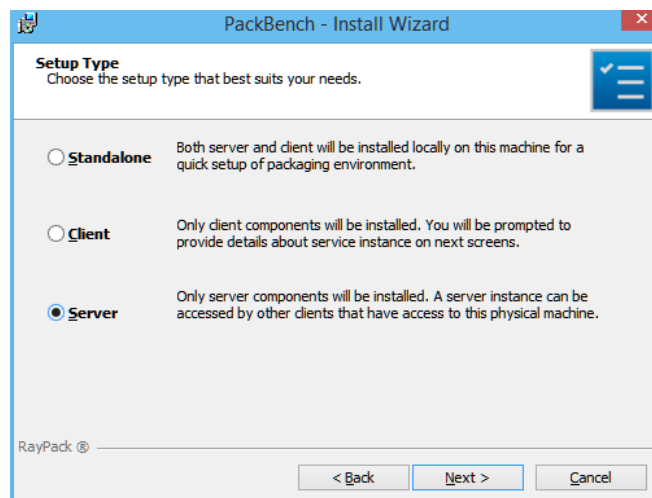 PackBench - Install Wizard
Setup Type
Choose the setup type that best suits your needs.
Standalone
Both server and client will be installed locally on this machine for a
quick setup of packaging environment.
Client
Only client components will be installed. You will be prompted to
provide details about service instance on next screens.
Server
Only server components will be installed. A server instance can be
accessed by other clients that have access to this physical machine.
RayPack ®
< Back
Next >
Cancel